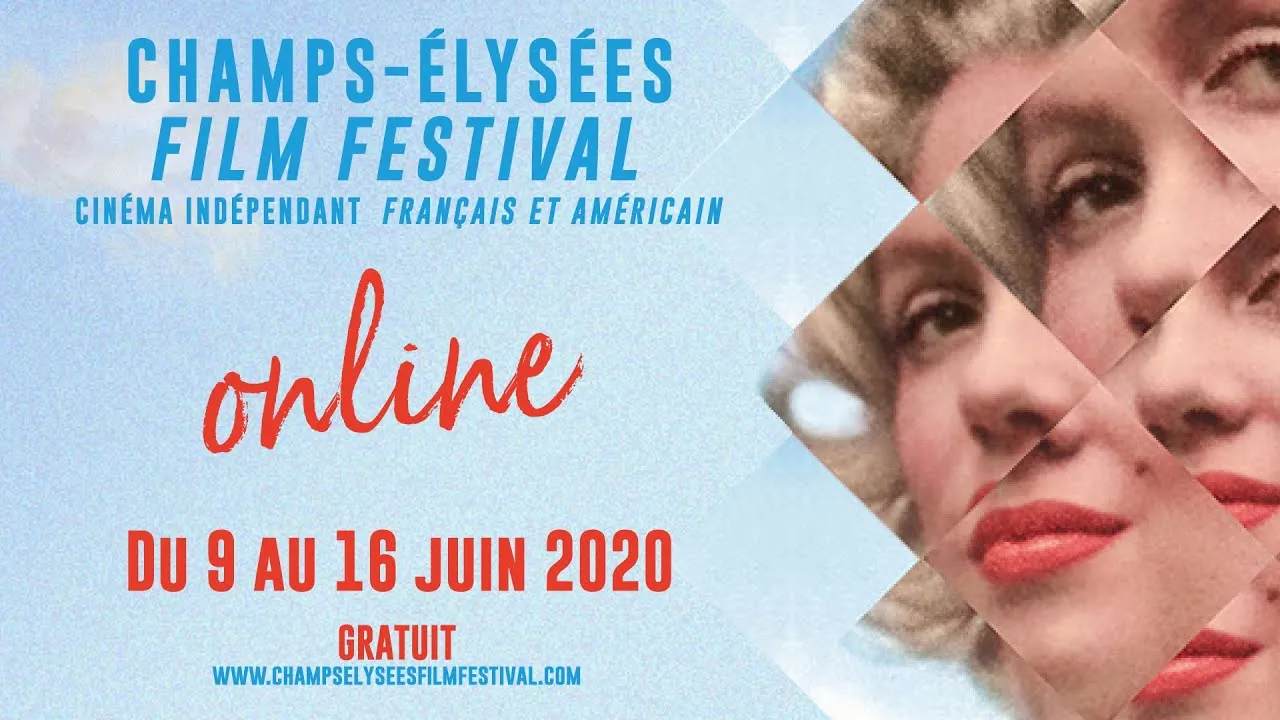 CHAMPS-ÉLYSÉES
FILM FESTIVAL
CINÉMA INDÉPENDANT FRANÇAIS ET AMÉRICAIN
online
DU 9 AU 16 JUIN 2020
GRATUIT
WWW.CHAMPSELYSEESFILMFESTIVAL.COM